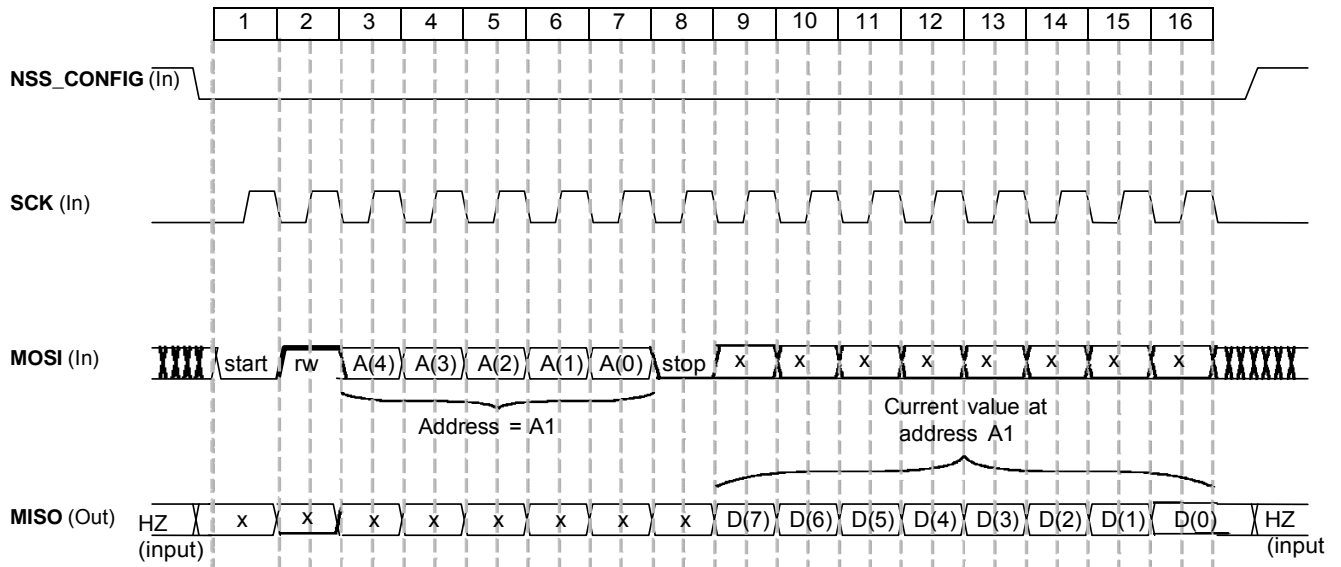 1 2 3 4 5 6 7 8 9 10 11 12 13 14 15 16
NSS_CONFIG (In)
SCK (In)
MOSI (In) start rw A(4) A(3) A(2) A(1) A(0) stop x x x x x x x x
Address = A1
Current value at
address A1
MISO (Out) HZ x x x x x x x x D(7) D(6) D(5) D(4) D(3) D(2) D(1) D(0) HZ
(input) (input